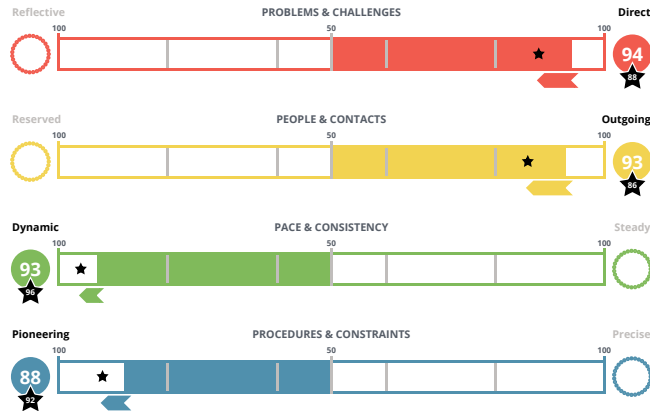 Reflective PROBLEMS & CHALLENGES Direct
100 50 100
94
88
Reserved PEOPLE & CONTACTS Outgoing
100 50 100
93
86
Dynamic PACE & CONSISTENCY Steady
100 50 100
93
96
Pioneering PROCEDURES & CONSTRAINTS Precise
100 50 100
88
92